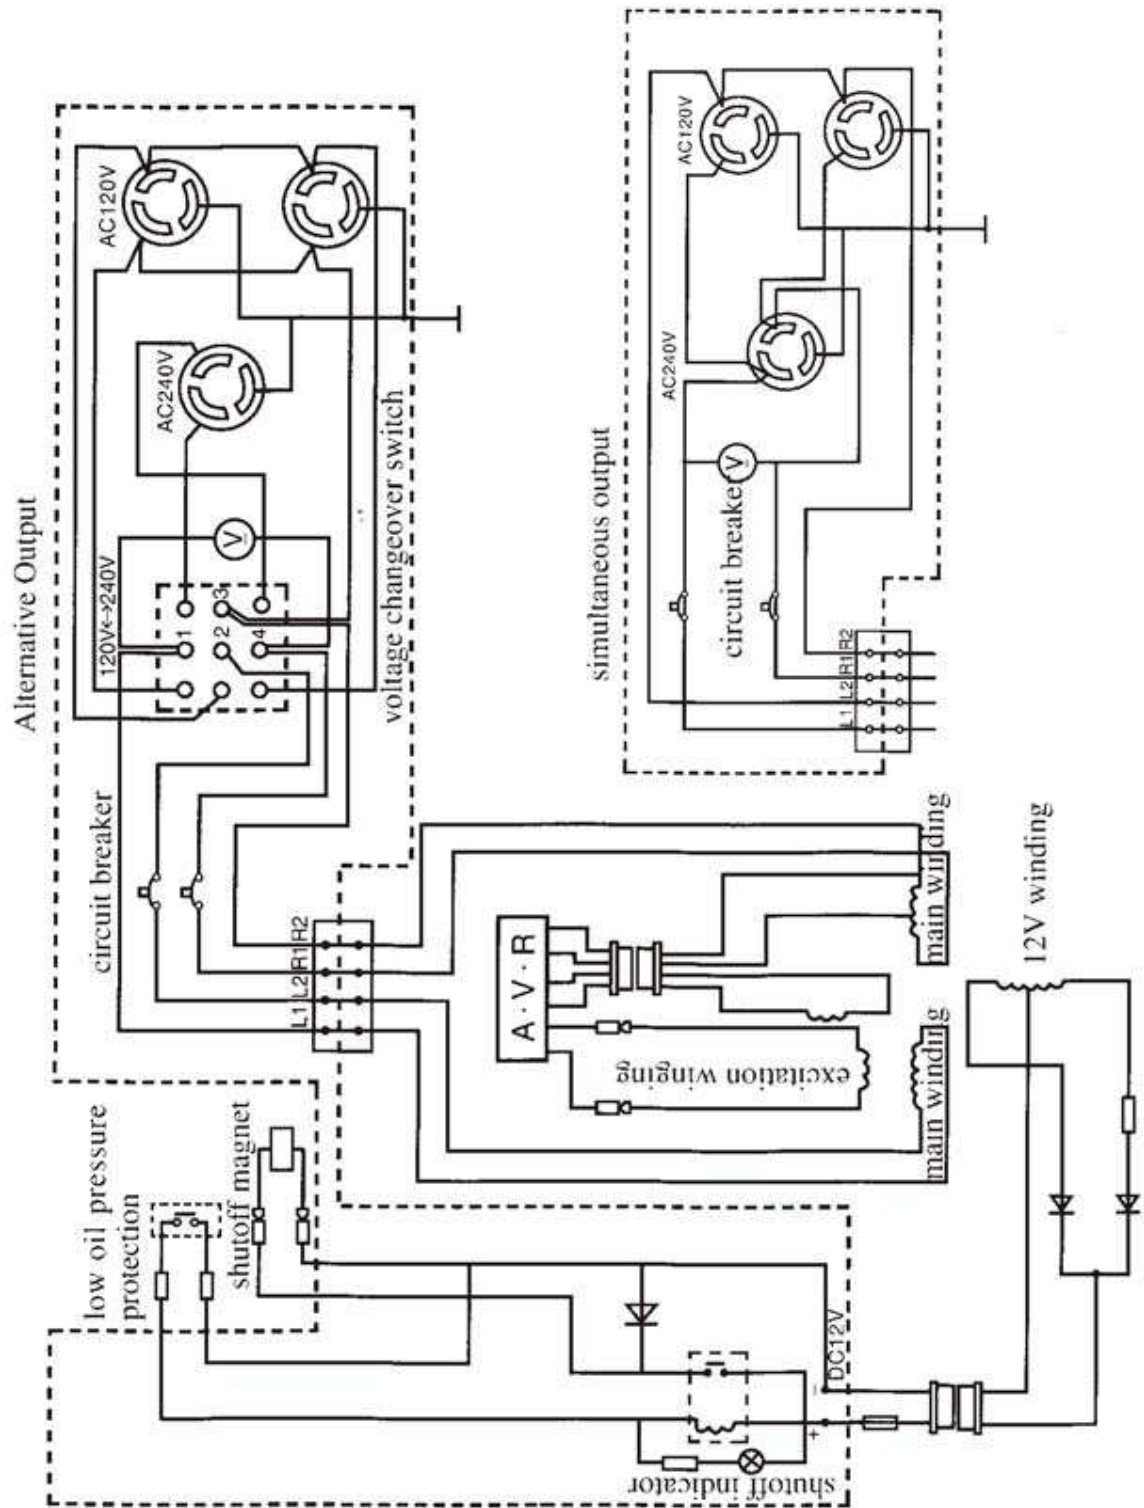 Alternative Output
AC120V
AC240V
120V↔240V
V
1
2
3
4
voltage changeover switch
circuit breaker
L1 L2 R1 R2
simultaneous output
AC120V
AC240V
V
circuit breaker
L1 L2 R1 R2
A·V·R
excitation winging
main winding
main winding
12V winding
low oil pressure
protection
shutoff magnet
DC12V
+
−
shutoff indicator